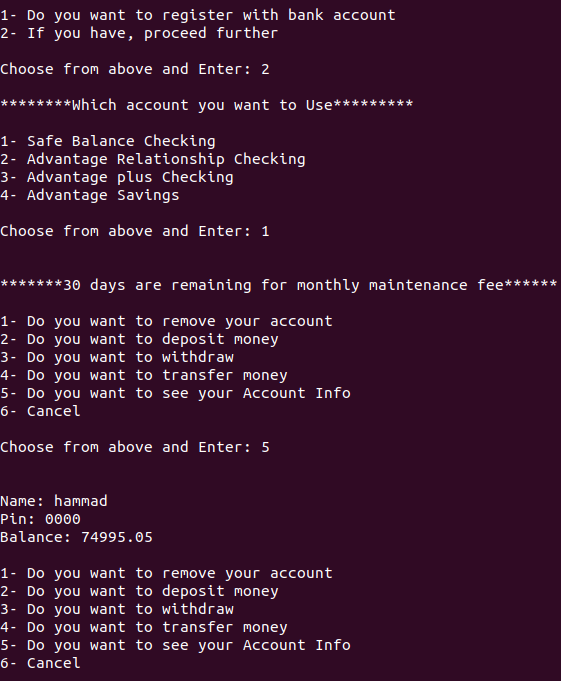 1- Do you want to register with bank account
2- If you have, proceed further
Choose from above and Enter: 2
********Which account you want to Use*********
1- Safe Balance Checking
2- Advantage Relationship Checking
3- Advantage plus Checking
4- Advantage Savings
Choose from above and Enter: 1
*******30 days are remaining for monthly maintenance fee******
1- Do you want to remove your account
2- Do you want to deposit money
3- Do you want to withdraw
4- Do you want to transfer money
5- Do you want to see your Account Info
6- Cancel
Choose from above and Enter: 5
Name: hammad
Pin: 0000
Balance: 74995.05
1- Do you want to remove your account
2- Do you want to deposit money
3- Do you want to withdraw
4- Do you want to transfer money
5- Do you want to see your Account Info
6- Cancel